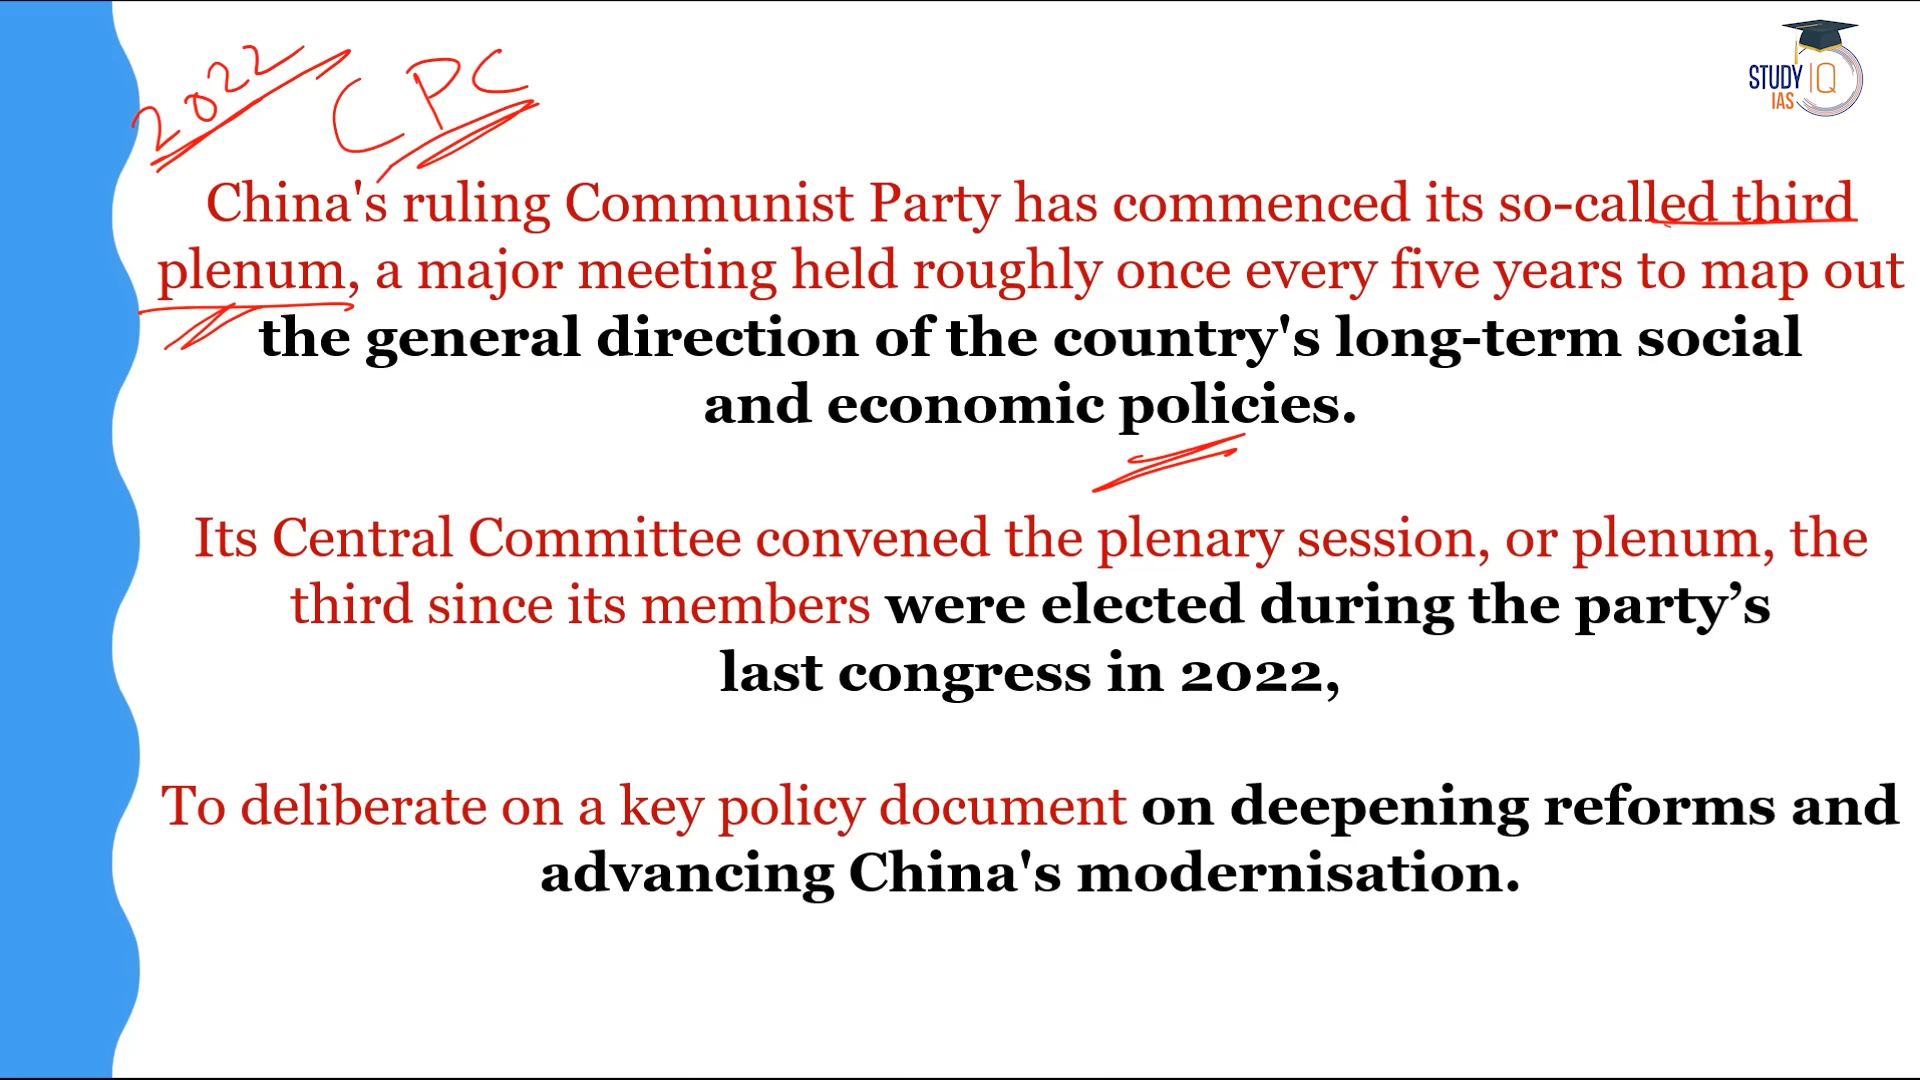 2022
CPC
STUDY IQ
IAS
China's ruling Communist Party has commenced its so-called third
plenum, a major meeting held roughly once every five years to map out
the general direction of the country's long-term social
and economic policies.
Its Central Committee convened the plenary session, or plenum, the
third since its members were elected during the party’s
last congress in 2022,
To deliberate on a key policy document on deepening reforms and
advancing China's modernisation.